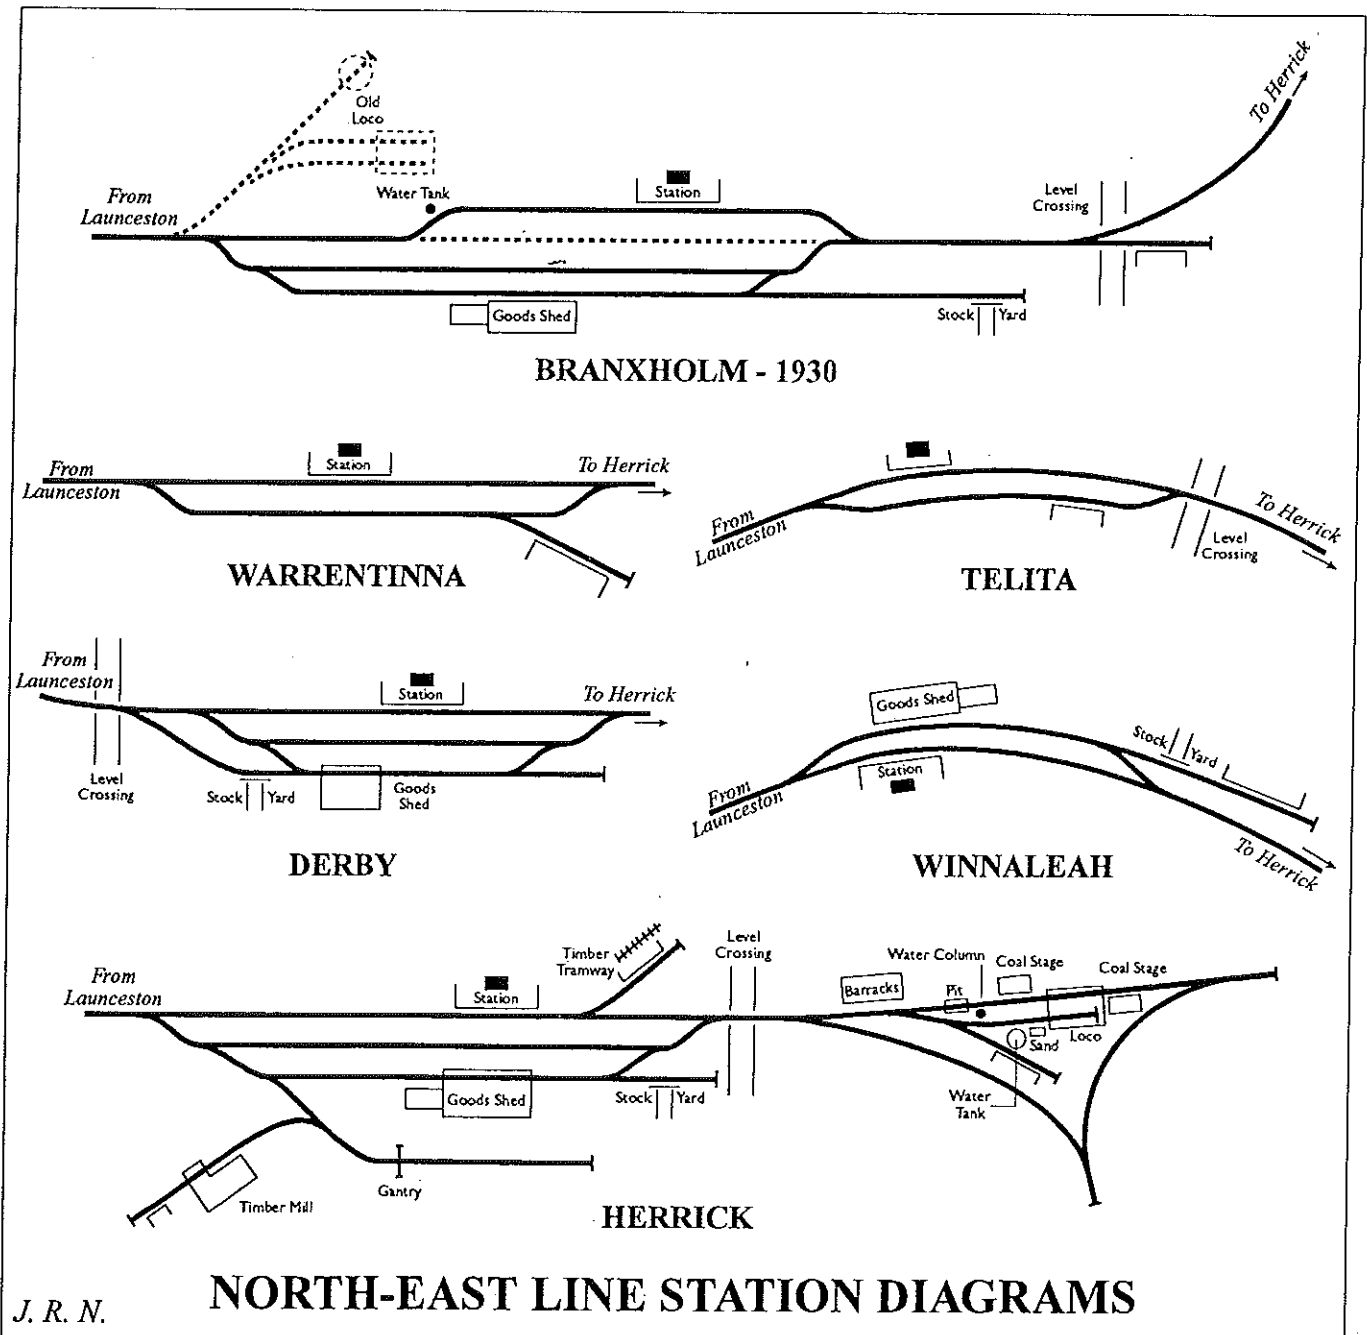 Old
Loco
Water Tank
From
Launceston
Station
Level
Crossing
To Herrick
Goods Shed
Stock Yard
BRANXHOLM - 1930
From
Launceston
Station
To Herrick
WARRENTINNA
From
Launceston
Level
Crossing
To Herrick
TELITA
From
Launceston
Level
Crossing
Station
To Herrick
Stock Yard
Goods
Shed
DERBY
Goods Shed
Station
From
Launceston
Stock Yard
To Herrick
WINNALEAH
From
Launceston
Station
Timber
Tramway
Level
Crossing
Barracks
Water Column
Pit
Coal Stage
Coal Stage
Sand
Loco
Water
Tank
Goods Shed
Stock Yard
Timber Mill
Gantry
HERRICK
J. R. N.
NORTH-EAST LINE STATION DIAGRAMS